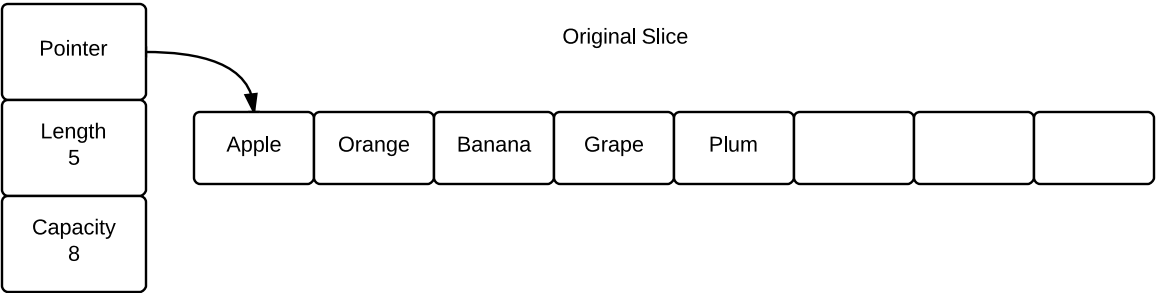 Original Slice
Pointer
Length
5
Capacity
8
Apple Orange Banana Grape Plum